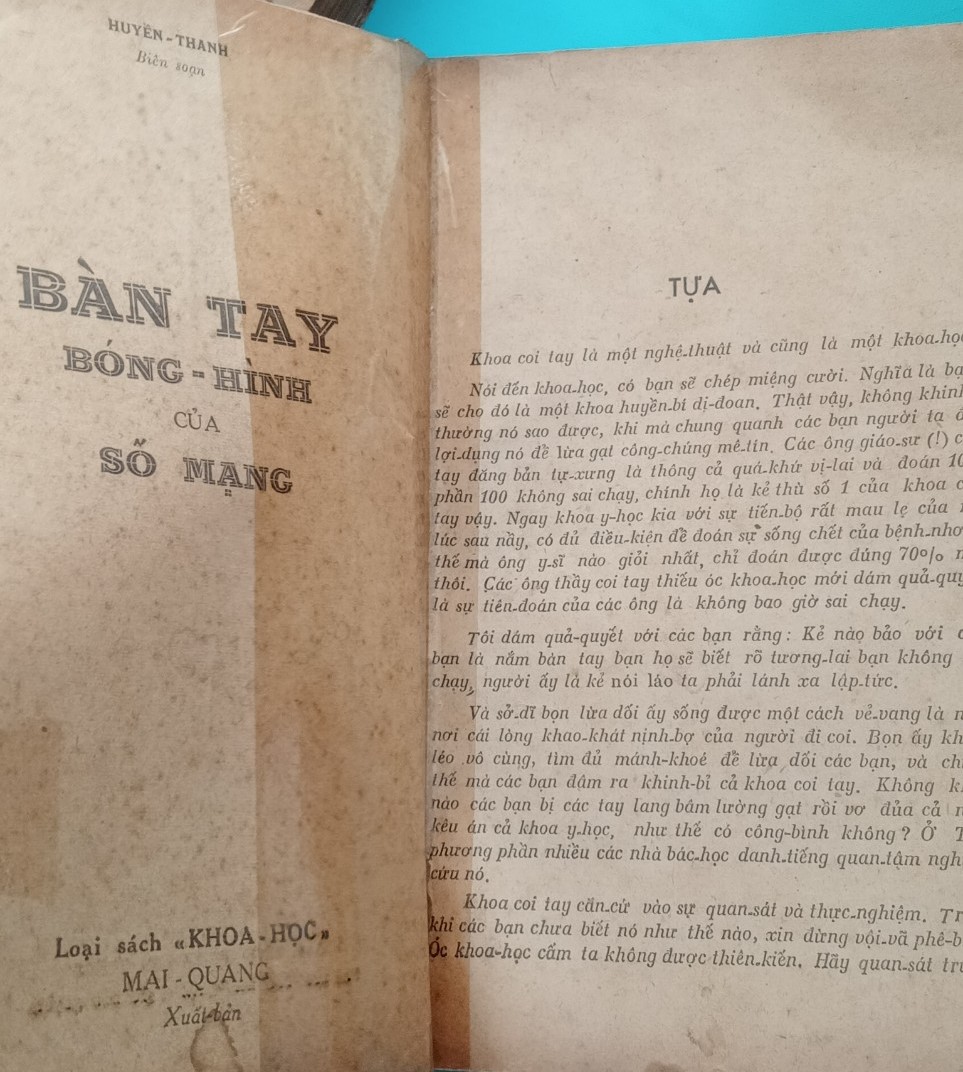 HUYỀN-THANH
Biên soạn
BÀN TAY
BÓNG-HÌNH
CỦA
SỐ MẠNG
Loại sách «KHOA-HỌC»
MAI-QUANG
Xuất-bản
TỰA
Khoa coi tay là một nghệ-thuật và cũng là một khoa-học
Nói đến khoa-học, có bạn sẽ chép miệng cười. Nghĩa là bạ
sẽ cho đó là một khoa huyền-bí dị-đoan. Thật vậy, không khinh
thường nó sao được, khi mà chung quanh các bạn người ta đ
lợi-dụng nó để lừa gạt công-chúng mê-tín. Các ông giáo-sư (!) c
tay đăng bản tự-xưng là thông cả quá-khứ vị-lai và đoán 10
phần 100 không sai chạy, chính họ là kẻ thù số 1 của khoa c
tay vậy. Ngay khoa y-học kia với sự tiến-bộ rất mau lẹ của
lúc sau nầy, có đủ điều-kiện để đoán sự sống chết của bệnh-nhơ
thế mà ông y-sĩ nào giỏi nhất, chỉ đoán được đúng 70o/o m
thôi. Các ông thầy coi tay thiếu óc khoa-học mới dám quả-quy
là sự tiên-đoán của các ông là không bao giờ sai chạy.
Tôi dám quả-quyết với các bạn rằng: Kẻ nào bảo với c
bạn là nắm bàn tay bạn họ sẽ biết rõ tương-lai bạn không
chạy, người ấy là kẻ nói láo ta phải lánh xa lập-tức.
Và sở-dĩ bọn lừa dối ấy sống được một cách vẻ-vang là n
nơi cái lòng khao-khát nịnh-bợ của người đi coi. Bọn ấy kh
léo vô cùng, tìm đủ mánh-khoé để lừa dối các bạn, và ch
thế mà các bạn đâm ra khinh-bỉ cả khoa coi tay. Không k
nào các bạn bị các tay lang băm lường gạt rồi vơ đủa cả n
kêu án cả khoa y-học, như thế có công-bình không? Ở T
phương phần nhiều các nhà bác-học danh-tiếng quan-tâm ngh
cứu nó.
Khoa coi tay căn-cứ vào sự quan-sát và thực-nghiệm. Tr
khi các bạn chưa biết nó như thế nào, xin đừng vội-vã phê-b
Óc khoa-học cấm ta không được thiên-kiến. Hãy quan-sát trư